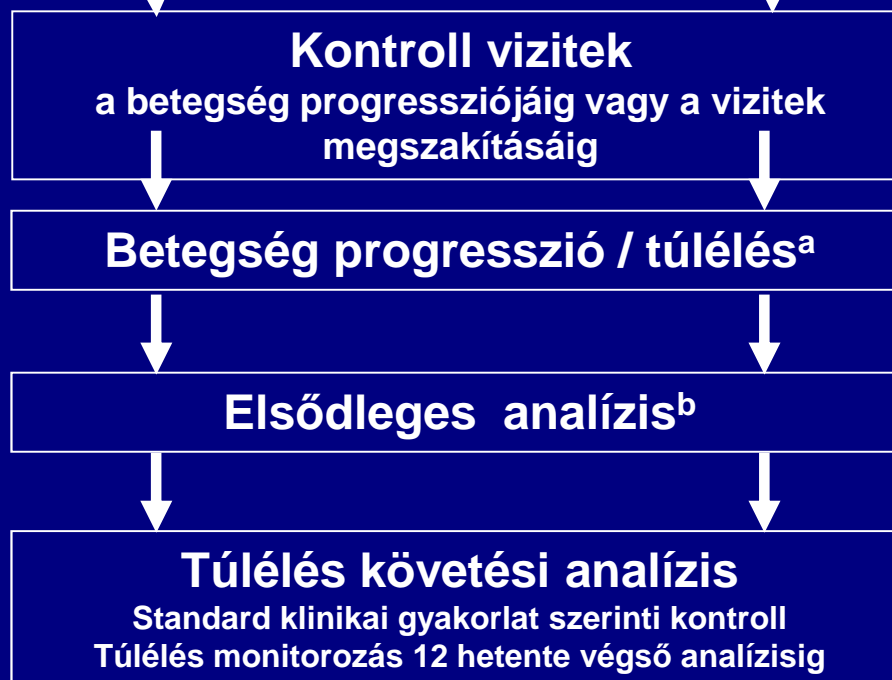 Kontroll vizitek
a betegség progressziójáig vagy a vizitek
megszakításáig
Betegség progresszió / túlélésᵃ
Elsődleges  analízisᵇ
Túlélés követési analízis
Standard klinikai gyakorlat szerinti kontroll
Túlélés monitorozás 12 hetente végső analízisig